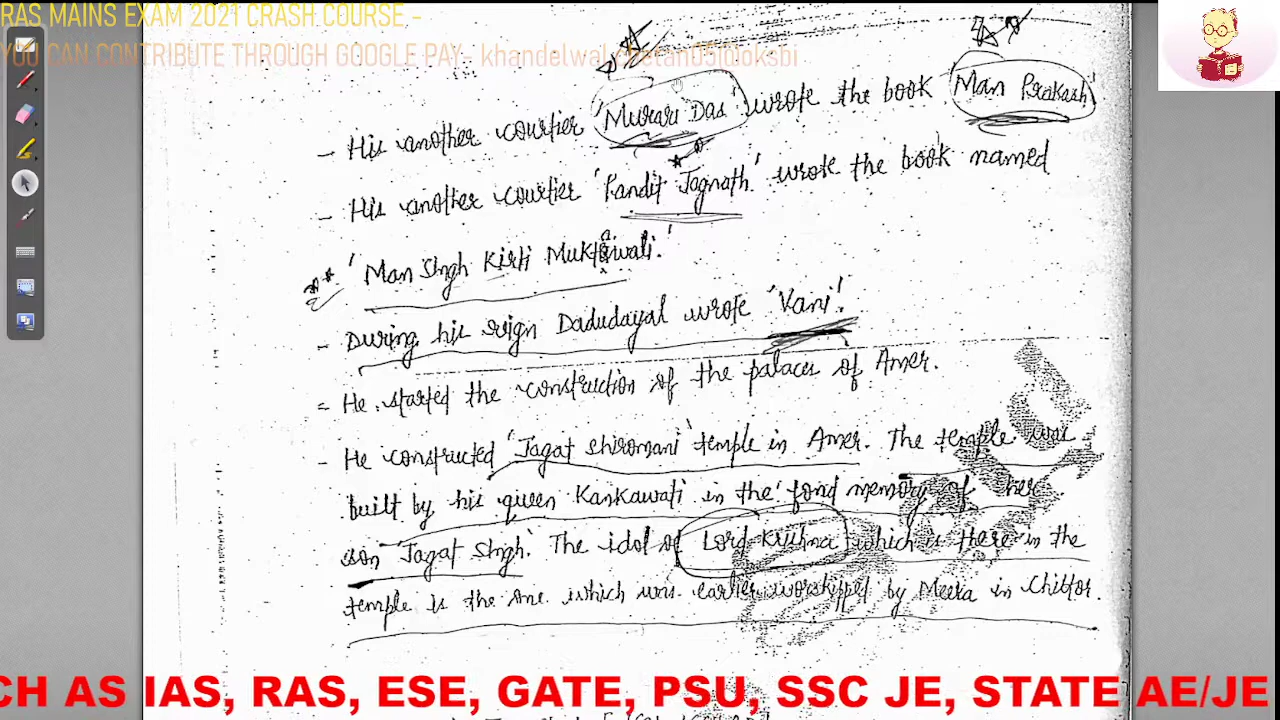 RAS MAINS EXAM 2021 CRASH COURSE -
YOU CAN CONTRIBUTE THROUGH GOOGLE PAY- khandelwal
- His another courtier 'Murari Das' wrote the book 'Man Prakash'
- His another courtier 'Pandit Jagnath' wrote the book named
'Man Singh Kirti Muktawali.'
- During his reign Dadudayal wrote 'Vani'.
- He started the construction of the palaces of Amer.
- He constructed 'Jagat Shiromani' temple in Amer. The temple was
built by his queen Kankawati in the fond memory of her
son Jagat Singh. The idol of Lord Krishna which is there in the
temple is the one which was earlier worshipped by Meera in Chittor.
CH AS IAS, RAS, ESE, GATE, PSU, SSC JE, STATE AE/JE